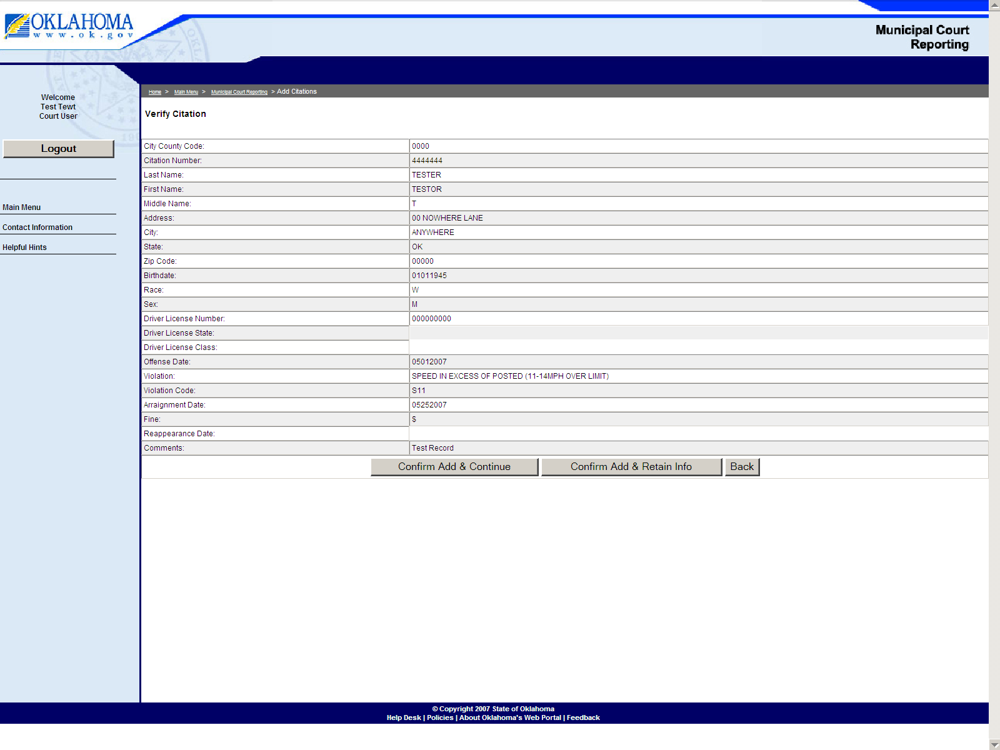 OKLAHOMA
www.ok.gov
Municipal Court
Reporting
Home > Main Menu > Municipal Court Reporting > Add Citations
Welcome
Test Tewt
Court User
Logout
Main Menu
Contact Information
Helpful Hints
Verify Citation
City County Code: 0000
Citation Number: 4444444
Last Name: TESTER
First Name: TESTOR
Middle Name: T
Address: 00 NOWHERE LANE
City: ANYWHERE
State: OK
Zip Code: 00000
Birthdate: 01011945
Race: W
Sex: M
Driver License Number: 000000000
Driver License State:
Driver License Class:
Offense Date: 05012007
Violation: SPEED IN EXCESS OF POSTED (11-14MPH OVER LIMIT)
Violation Code: S11
Arraignment Date: 05252007
Fine: $
Reappearance Date:
Comments: Test Record
Confirm Add & Continue Confirm Add & Retain Info Back
© Copyright 2007 State of Oklahoma
Help Desk | Policies | About Oklahoma's Web Portal | Feedback